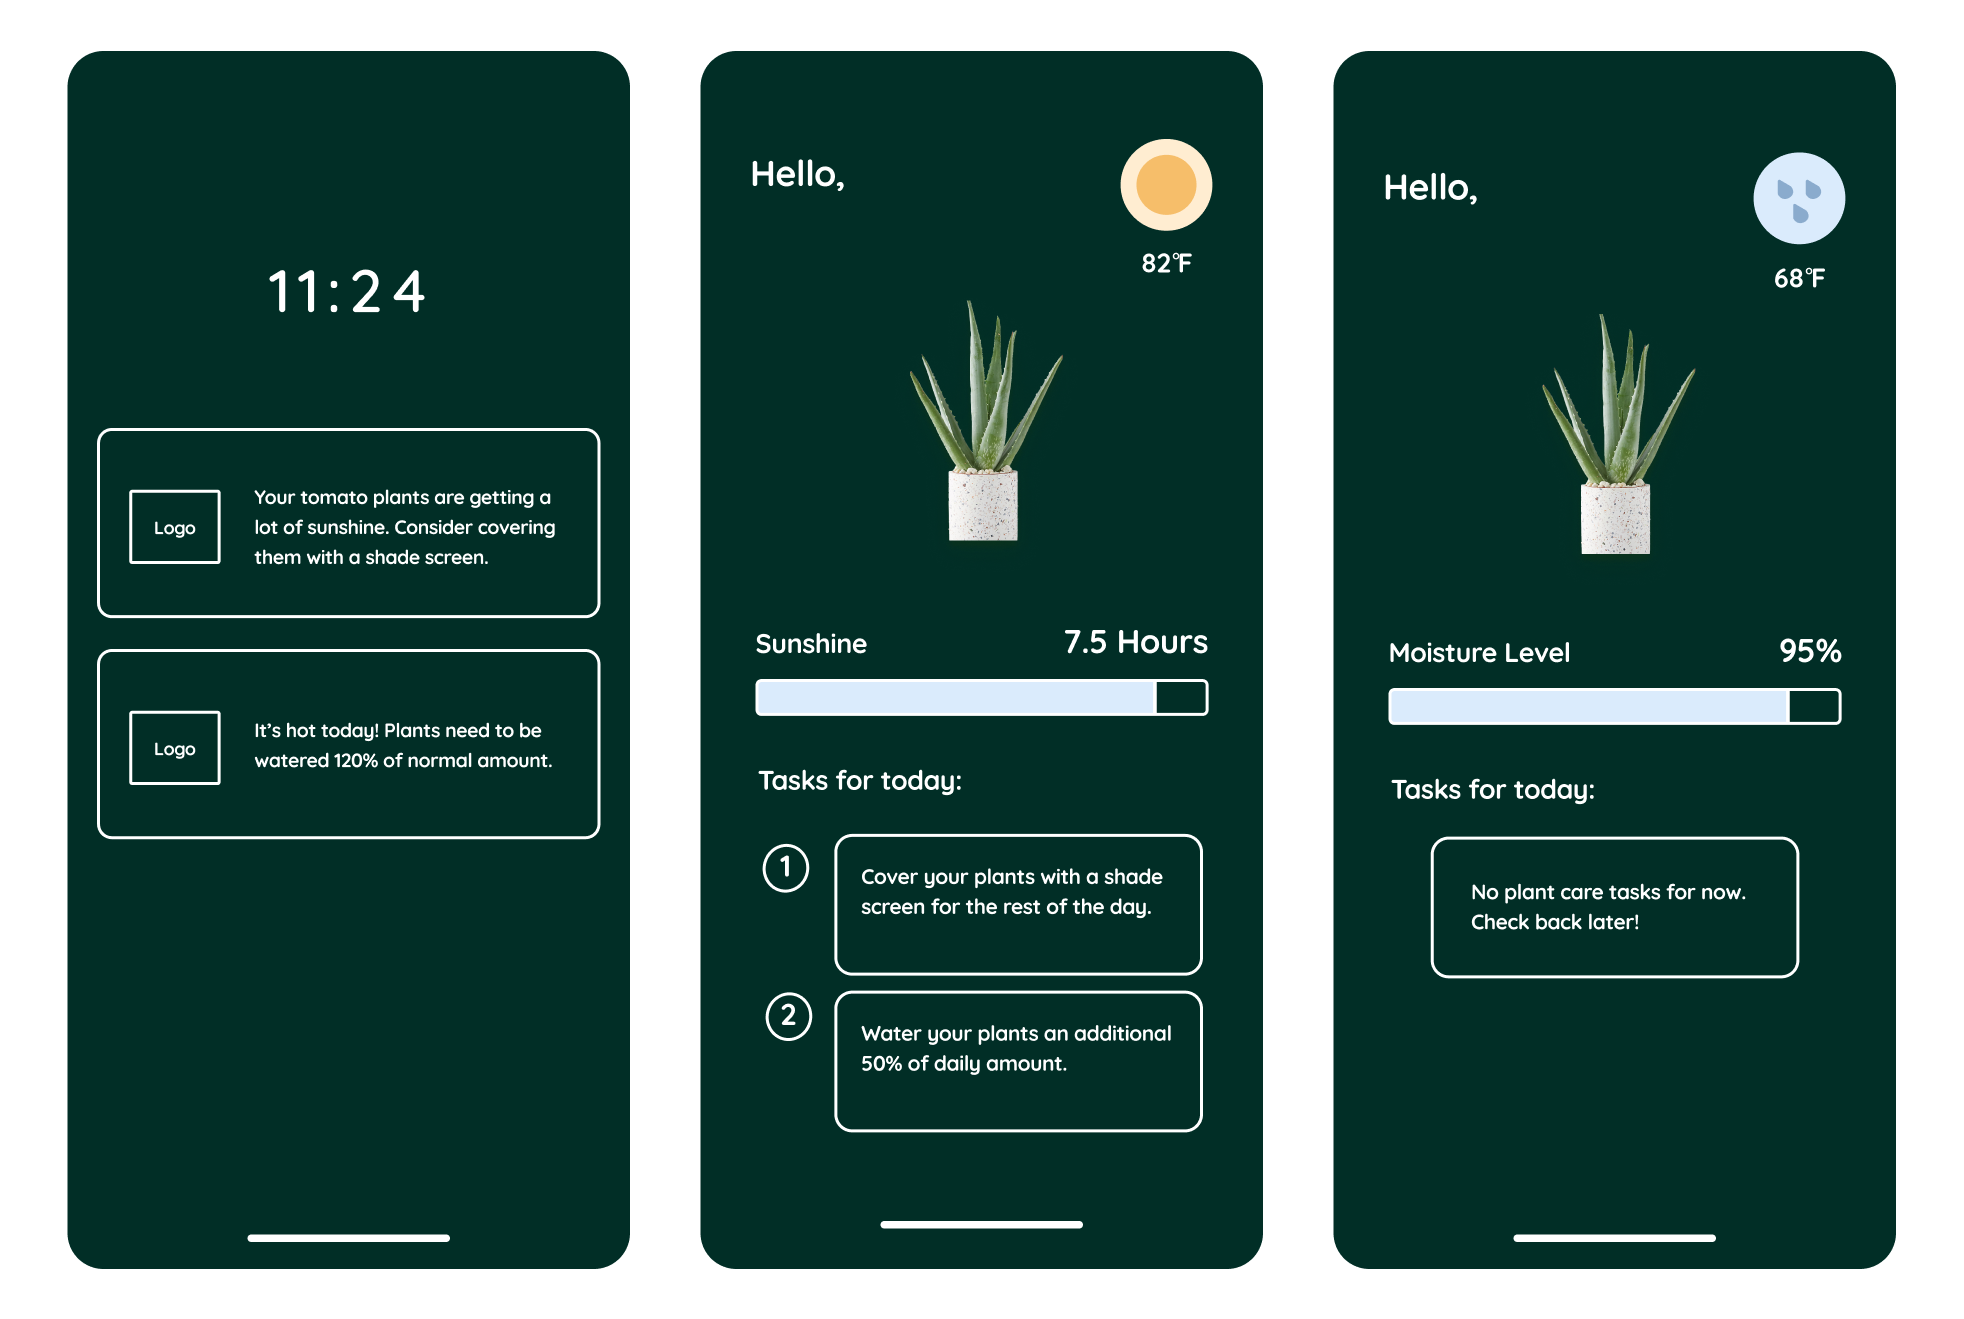 11:24
Logo
Your tomato plants are getting a
lot of sunshine. Consider covering
them with a shade screen.
Logo
It’s hot today! Plants need to be
watered 120% of normal amount.
Hello,
82°F
Sunshine
7.5 Hours
Tasks for today:
1
Cover your plants with a shade
screen for the rest of the day.
2
Water your plants an additional
50% of daily amount.
Hello,
68°F
Moisture Level
95%
Tasks for today:
No plant care tasks for now.
Check back later!